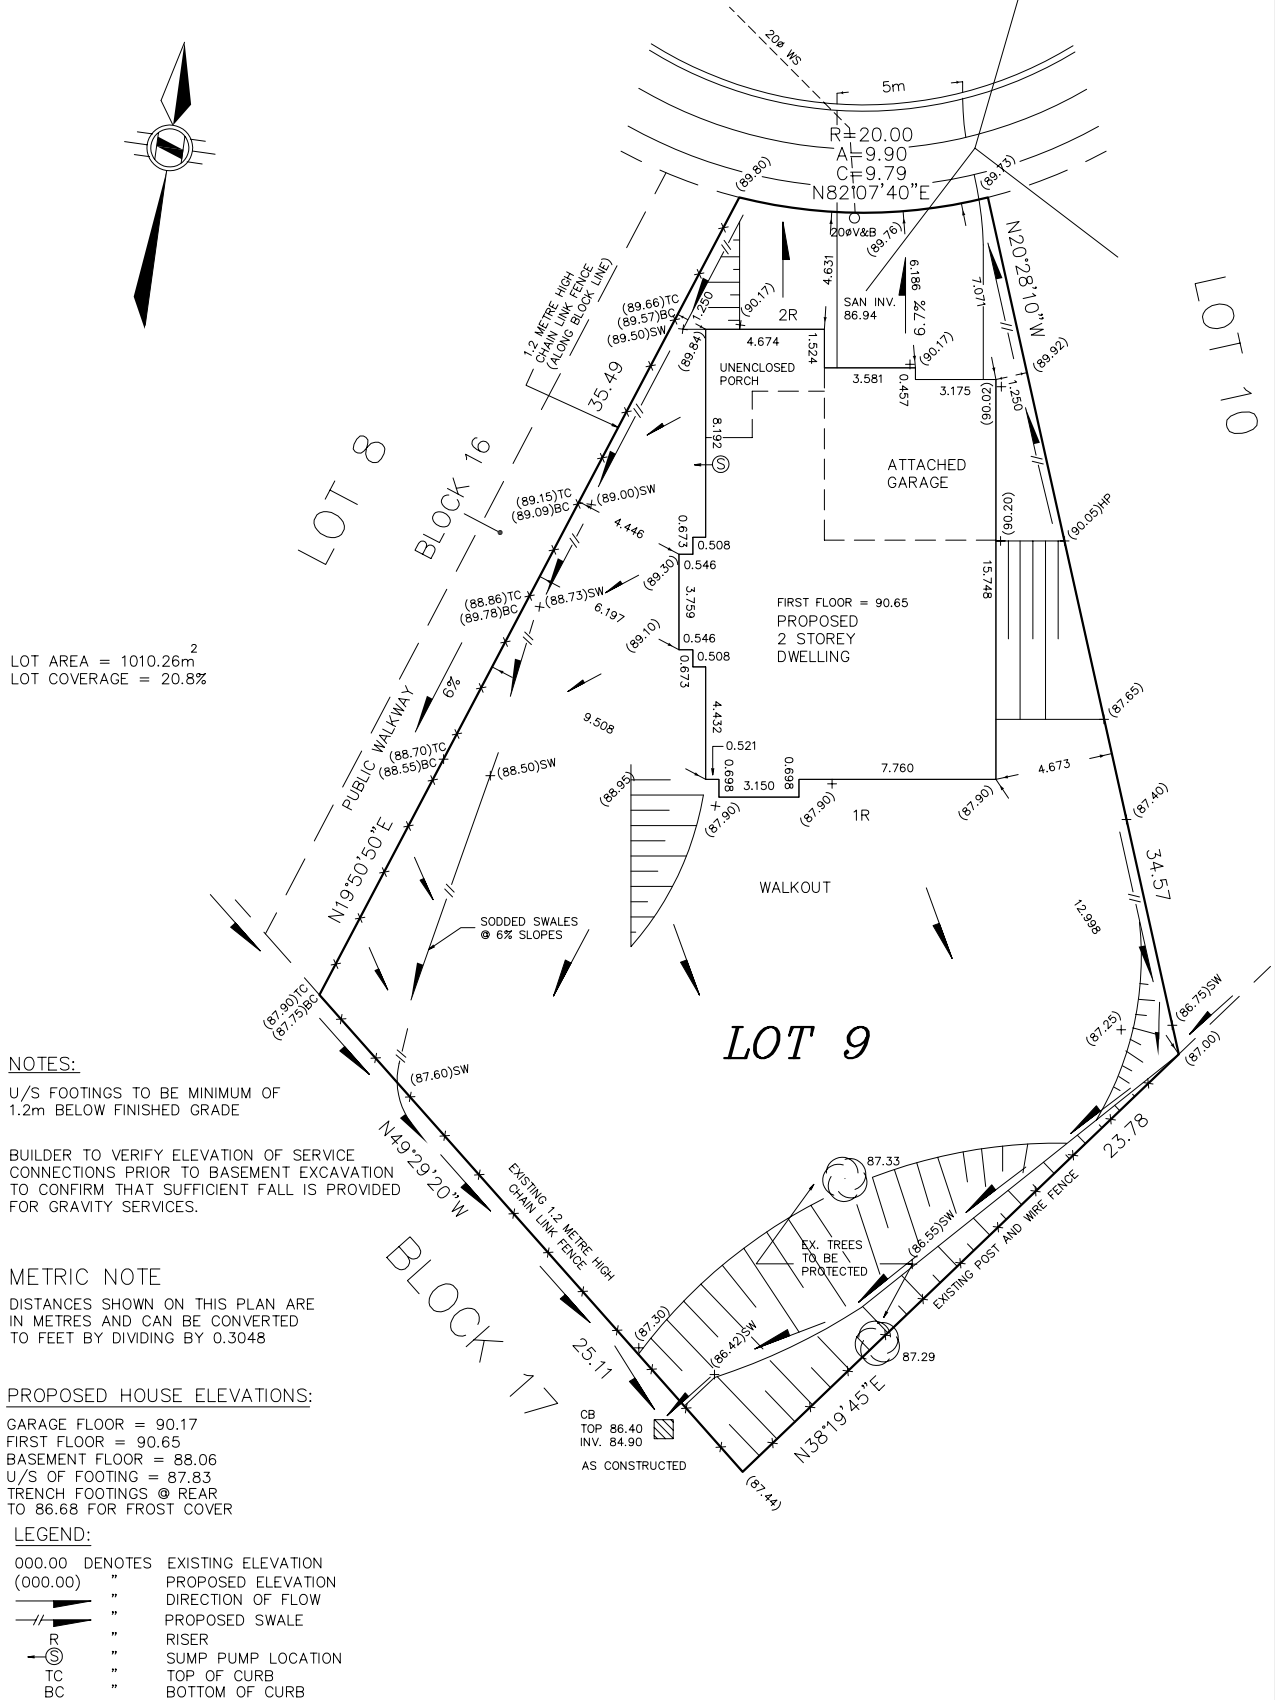 20ø WS
5m
R=20.00
A=9.90
C=9.79
N82°07'40"E
(89.80)
(89.73)
20øV&B
(89.76)
N20°28'10"W
LOT 10
1.2 METRE HIGH
CHAIN LINK FENCE
(ALONG BLOCK LINE)
(89.66)TC
(89.57)BC
(89.50)SW
1.250
(90.17)
2R
4.631
SAN INV.
86.94
6.186
6.7%
7.071
(89.84)
4.674
1.524
UNENCLOSED
PORCH
3.581
(90.17)
0.457
3.175
(90.20)
1.250
(89.92)
35.49
8.192
S
ATTACHED
GARAGE
LOT 8
BLOCK 16
(89.15)TC
(89.09)BC
(89.00)SW
4.446
0.673
0.508
0.546
(89.30)
(90.20)
(90.05)HP
15.748
(88.86)TC
(89.78)BC
(88.73)SW
6.197
3.759
FIRST FLOOR = 90.65
PROPOSED
2 STOREY
DWELLING
(89.10)
0.546
0.508
0.673
LOT AREA = 1010.26m2
LOT COVERAGE = 20.8%
6%
PUBLIC WALKWAY
9.508
4.432
(87.65)
(88.70)TC
(88.55)BC
(88.50)SW
0.521
0.698
3.150
0.698
7.760
4.673
(88.95)
(87.90)
(87.90)
1R
(87.90)
(87.40)
34.57
WALKOUT
N19°50'50"E
SODDED SWALES
@ 6% SLOPES
12.998
(87.90)TC
(87.75)BC
LOT 9
(86.75)SW
(87.25)
(87.00)
(87.60)SW
NOTES:
U/S FOOTINGS TO BE MINIMUM OF
1.2m BELOW FINISHED GRADE
BUILDER TO VERIFY ELEVATION OF SERVICE
CONNECTIONS PRIOR TO BASEMENT EXCAVATION
TO CONFIRM THAT SUFFICIENT FALL IS PROVIDED
FOR GRAVITY SERVICES.
N49°29'20"W
EXISTING 1.2 METRE HIGH
CHAIN LINK FENCE
23.78
87.33
EX. TREES
TO BE
PROTECTED
(86.55)SW
EXISTING POST AND WIRE FENCE
BLOCK 17
METRIC NOTE
DISTANCES SHOWN ON THIS PLAN ARE
IN METRES AND CAN BE CONVERTED
TO FEET BY DIVIDING BY 0.3048
25.11
(87.30)
(86.42)SW
87.29
N38°19'45"E
CB
TOP 86.40
INV. 84.90
AS CONSTRUCTED
(87.44)
PROPOSED HOUSE ELEVATIONS:
GARAGE FLOOR = 90.17
FIRST FLOOR = 90.65
BASEMENT FLOOR = 88.06
U/S OF FOOTING = 87.83
TRENCH FOOTINGS @ REAR
TO 86.68 FOR FROST COVER
LEGEND:
000.00 DENOTES EXISTING ELEVATION
(000.00) " PROPOSED ELEVATION
" DIRECTION OF FLOW
" PROPOSED SWALE
R " RISER
S " SUMP PUMP LOCATION
TC " TOP OF CURB
BC " BOTTOM OF CURB